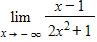 lim x→ -∞ x−1 / 2x²+1